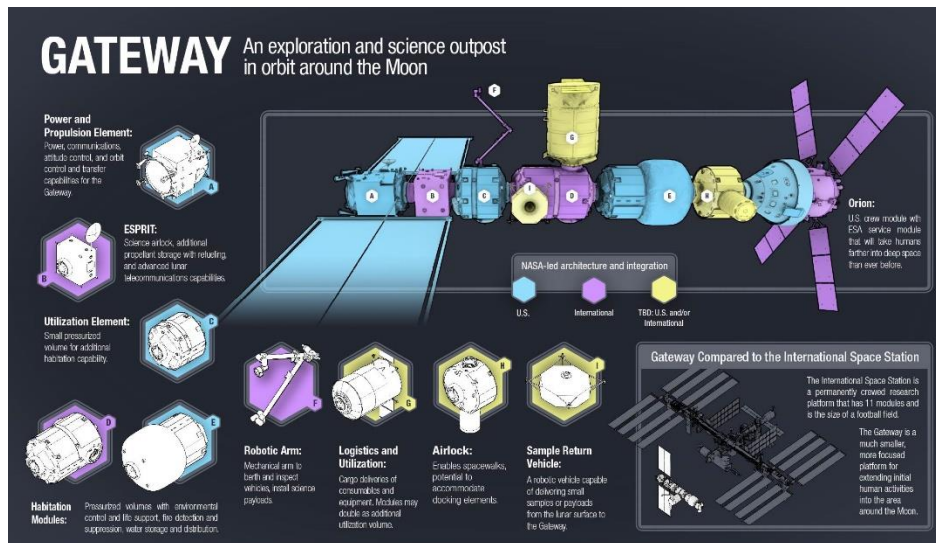 GATEWAY
An exploration and science outpost
in orbit around the Moon
Power and
Propulsion Element:
Power, communications,
attitude control, and orbit
control and transfer
capabilities for the
Gateway.
A
ESPRIT:
Science airlock, additional
propellant storage with refueling,
and advanced lunar
telecommunications capabilities.
B
Utilization Element:
Small pressurized
volume for additional
habitation capability.
C
D
E
Habitation
Modules:
Pressurized volumes with environmental
control and life support, fire detection and
suppression, water storage and distribution.
F
G
A
B
C
I
D
E
H
Orion:
U.S. crew module with
ESA service module
that will take humans
farther into deep space
than ever before.
NASA-led architecture and integration
U.S.
International
TBD: U.S. and/or
International
F
Robotic Arm:
Mechanical arm to
berth and inspect
vehicles, install science
payloads.
G
Logistics and
Utilization:
Cargo deliveries of
consumables and
equipment. Modules may
double as additional
utilization volume.
H
Airlock:
Enables spacewalks,
potential to
accommodate
docking elements.
I
Sample Return
Vehicle:
A robotic vehicle capable
of delivering small
samples or payloads
from the lunar surface to
the Gateway.
Gateway Compared to the International Space Station
The International Space Station is
a permanently crewed research
platform that has 11 modules and
is the size of a football field.
The Gateway is a
much smaller,
more focused
platform for
extending initial
human activities
into the area
around the Moon.